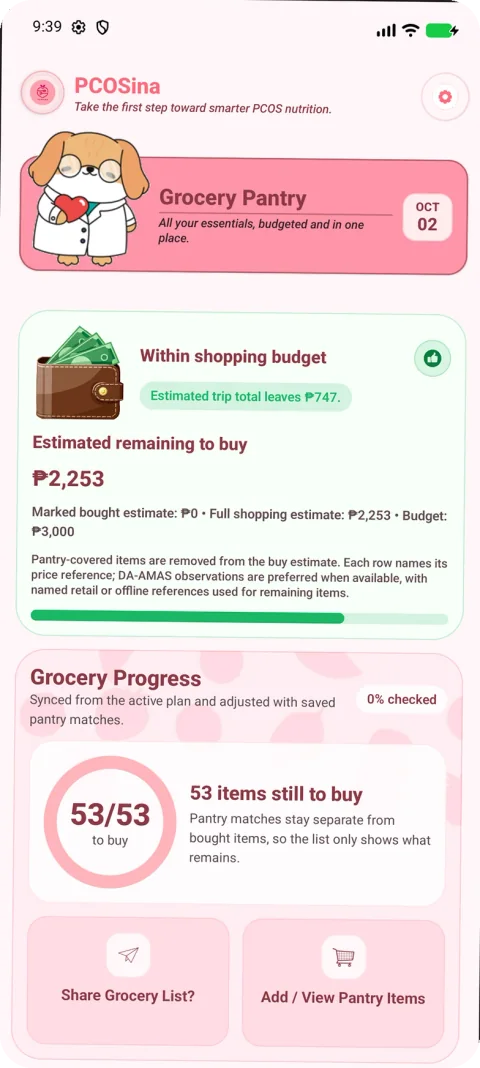 9:39
PCOSina
Take the first step toward smarter PCOS nutrition.
Grocery Pantry
All your essentials, budgeted and in one
place.
OCT
02
Within shopping budget
Estimated trip total leaves ₱747.
Estimated remaining to buy
₱2,253
Marked bought estimate: ₱0 • Full shopping estimate: ₱2,253 • Budget:
₱3,000
Pantry-covered items are removed from the buy estimate. Each row names its
price reference; DA-AMAS observations are preferred when available, with
named retail or offline references used for remaining items.
Grocery Progress
Synced from the active plan and adjusted with saved
pantry matches.
0% checked
53/53
to buy
53 items still to buy
Pantry matches stay separate from
bought items, so the list only shows what
remains.
Share Grocery List?
Add / View Pantry Items